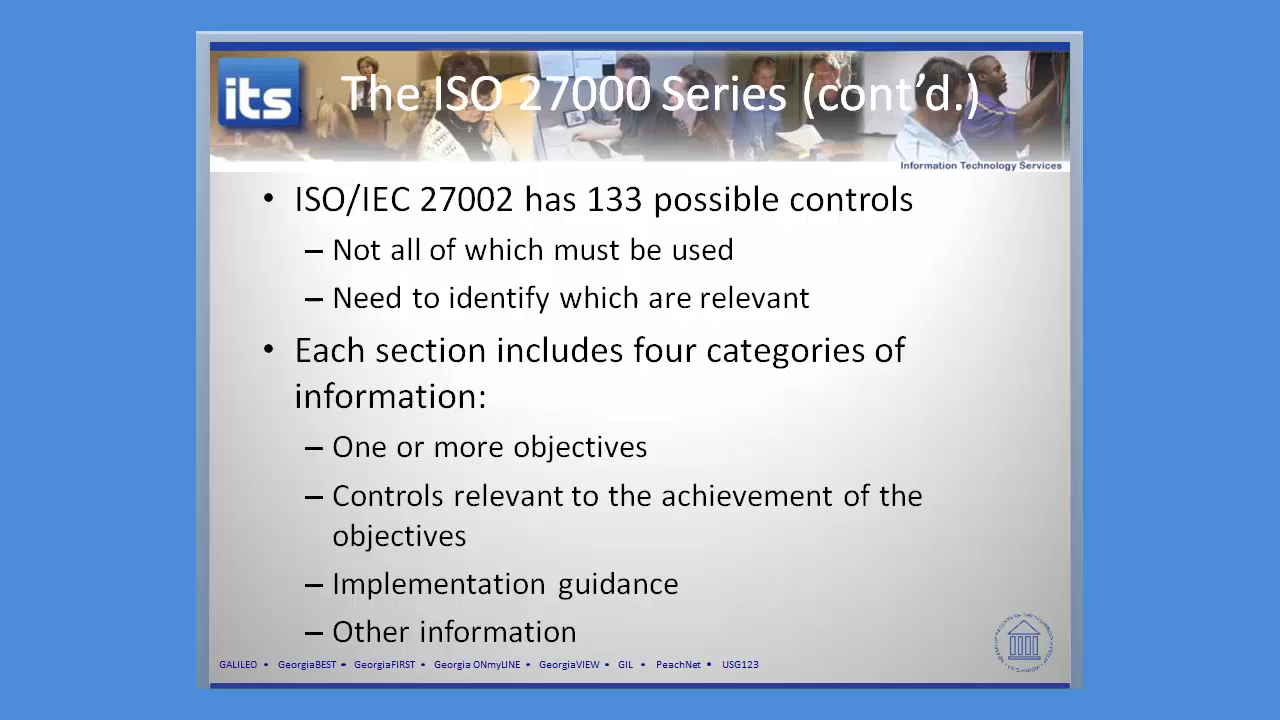 its
The ISO 27000 Series (cont'd.)
Information Technology Services
• ISO/IEC 27002 has 133 possible controls
– Not all of which must be used
– Need to identify which are relevant
• Each section includes four categories of
information:
– One or more objectives
– Controls relevant to the achievement of the
objectives
– Implementation guidance
– Other information
GALILEO • GeorgiaBEST • GeorgiaFIRST • Georgia ONmyLINE • GeorgiaVIEW • GIL • PeachNet • USG123